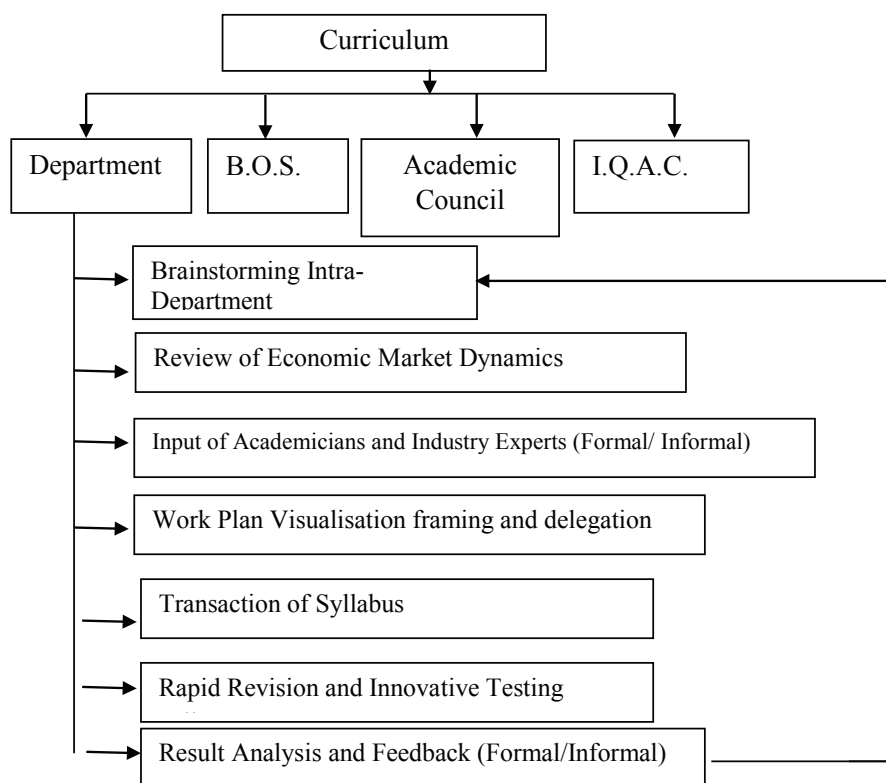 Curriculum
Department
B.O.S.
Academic
Council
I.Q.A.C.
Brainstorming Intra-
Department
Review of Economic Market Dynamics
Input of Academicians and Industry Experts (Formal/ Informal)
Work Plan Visualisation framing and delegation
Transaction of Syllabus
Rapid Revision and Innovative Testing
Result Analysis and Feedback (Formal/Informal)